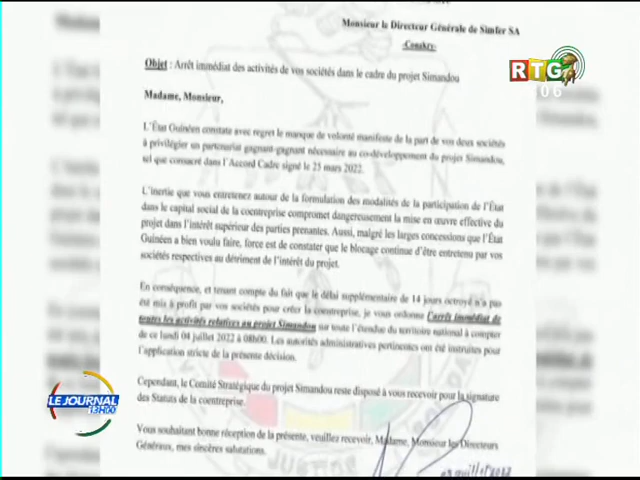 Monsieur le Directeur Générale de Simfer SA
-Conakry-
Objet : Arrêt immédiat des activités de vos sociétés dans le cadre du projet Simandou
RTG
06
Madame, Monsieur,
L'État Guinéen constate avec regret le manque de volonté manifeste de la part de vos deux sociétés
à privilégier un partenariat gagnant-gagnant nécessaire au co-développement du projet Simandou,
tel que consacré dans l'Accord Cadre signé le 25 mars 2022.
L'inertie que vous entretenez autour de la formulation des modalités de la participation de l'État
dans le capital social de la coentreprise compromet dangereusement la mise en œuvre effective du
projet dans l'intérêt supérieur des parties prenantes. Aussi, malgré les larges concessions que l'État
Guinéen a bien voulu faire, force est de constater que le blocage continue d'être entretenu par vos
sociétés respectives au détriment de l'intérêt du projet.
En conséquence, et tenant compte du fait que le délai supplémentaire de 14 jours octroyé n'a pas
été mis à profit par vos sociétés pour créer la coentreprise, je vous ordonne l'arrêt immédiat de
toutes les activités relatives au projet Simandou sur toute l'étendue du territoire national à compter
de ce lundi 04 juillet 2022 à 08h00. Les autorités administratives pertinentes ont été instruites pour
l'application stricte de la présente décision.
Cependant, le Comité Stratégique du projet Simandou reste disposé à vous recevoir pour la signature
des Statuts de la coentreprise.
LE JOURNAL
13H00
Vous souhaitant bonne réception de la présente, veuillez recevoir, Madame, Monsieur les Directeurs
Généraux, mes sincères salutations.